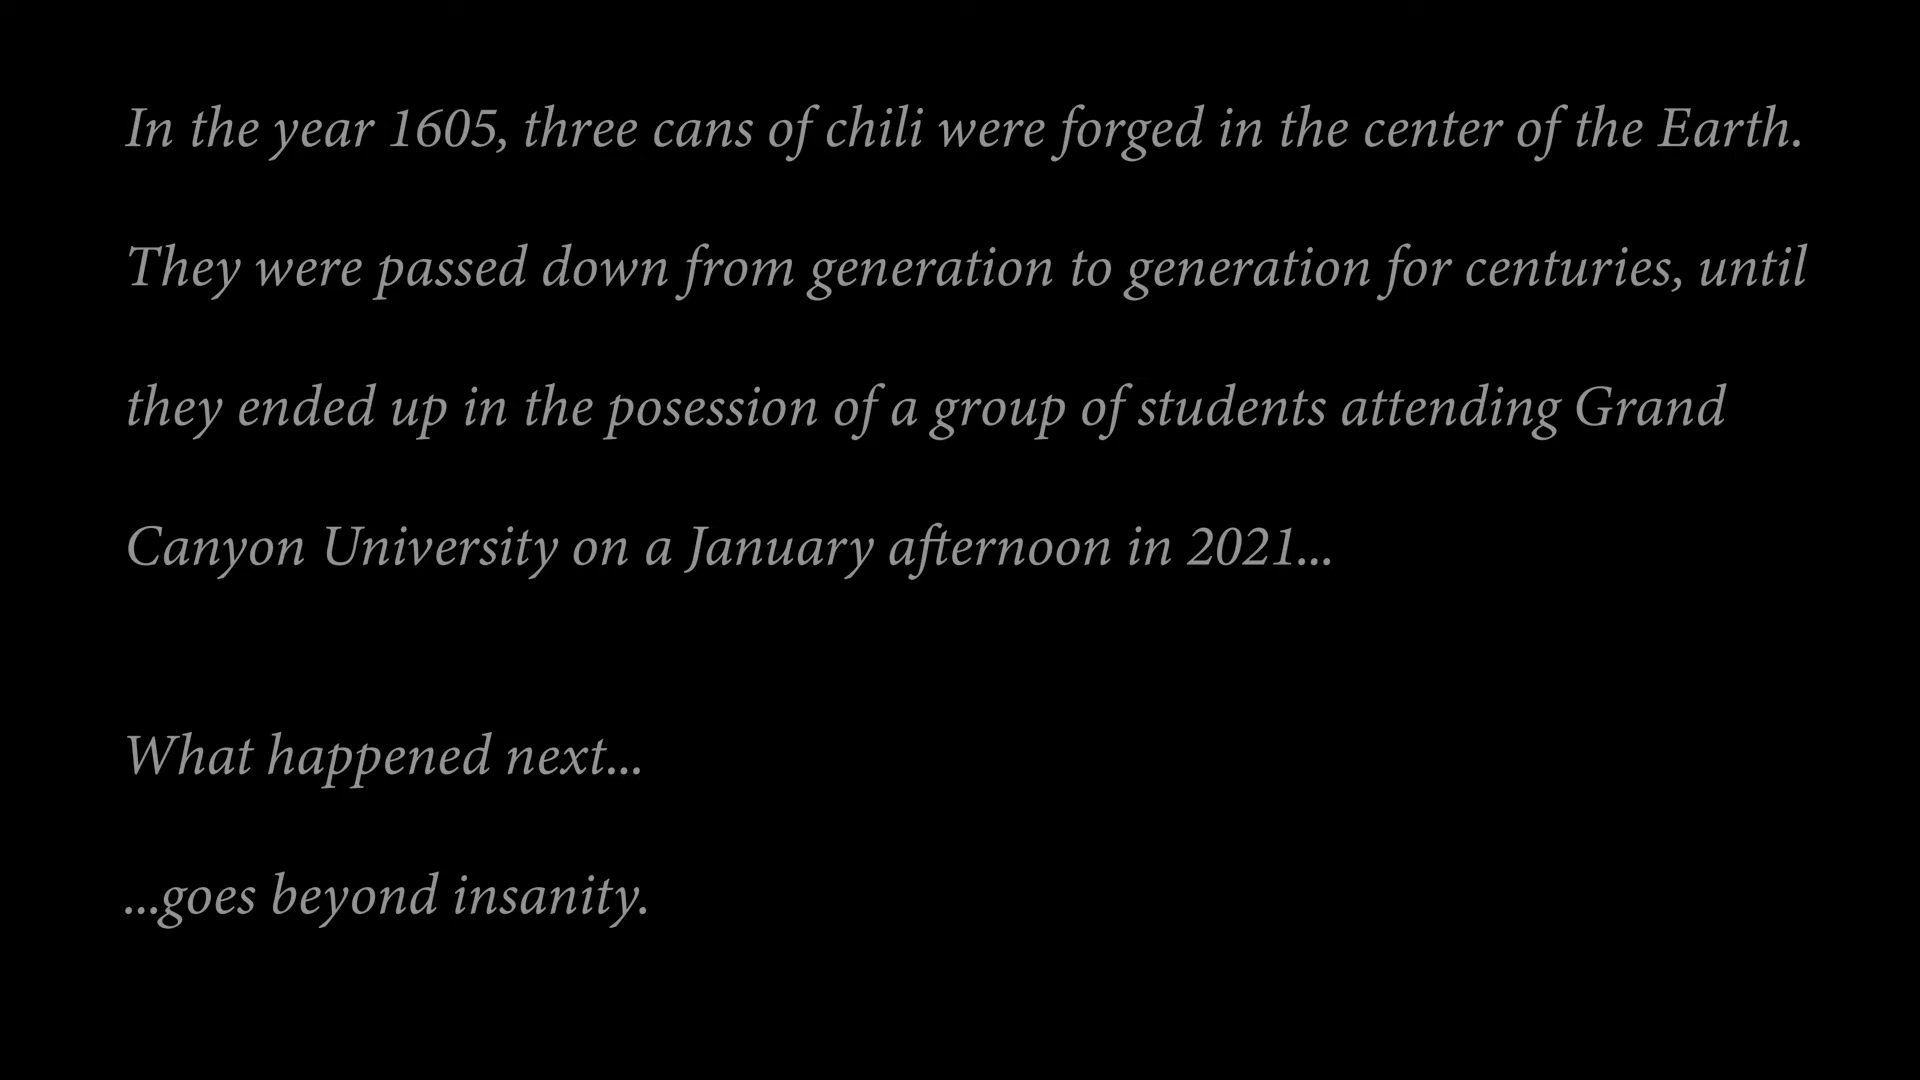 In the year 1605, three cans of chili were forged in the center of the Earth.
They were passed down from generation to generation for centuries, until
they ended up in the posession of a group of students attending Grand
Canyon University on a January afternoon in 2021...
What happened next...
...goes beyond insanity.